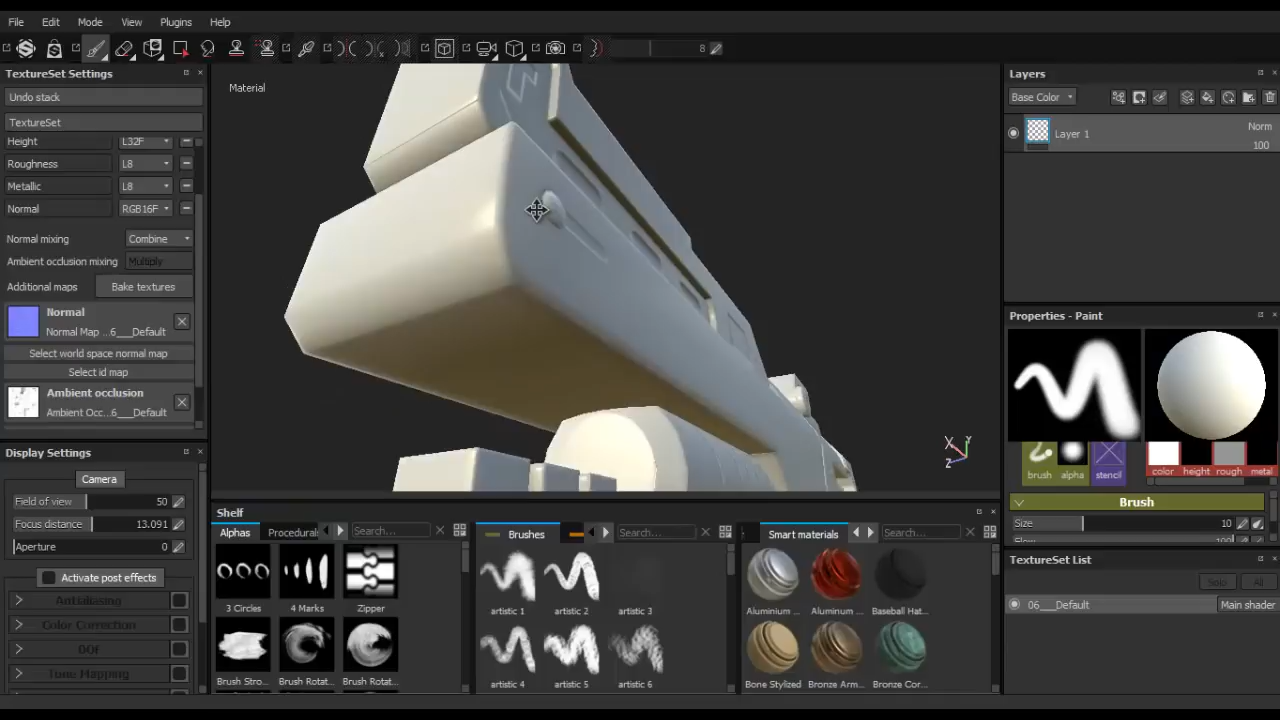 File Edit Mode View Plugins Help
8
TextureSet Settings
Undo stack
TextureSet
Height L32F
Roughness L8
Metallic L8
Normal RGB16F
Normal mixing Combine
Ambient occlusion mixing Multiply
Additional maps Bake textures
Normal
Normal Map ...6___Default
Select world space normal map
Select id map
Ambient occlusion
Ambient Occ...6__Default
Display Settings
Camera
Field of view 50
Focus distance 13.091
Aperture 0
Activate post effects
Antialiasing
Color Correction
DOF
Tone Mapping
Material
X Y Z
Shelf
Alphas Procedurals Search...
3 Circles 4 Marks Zipper
Brush Stro... Brush Rotat... Brush Rotat...
Brushes Search...
artistic 1 artistic 2 artistic 3
artistic 4 artistic 5 artistic 6
Smart materials Search...
Aluminium ... Aluminium ... Baseball Hat...
Bone Stylized Bronze Arm... Bronze Cor...
Layers
Base Color
Layer 1 Norm
100
Properties - Paint
brush alpha stencil color height rough metal
Brush
Size 10
Flow 100
TextureSet List
Solo All
06___Default Main shader